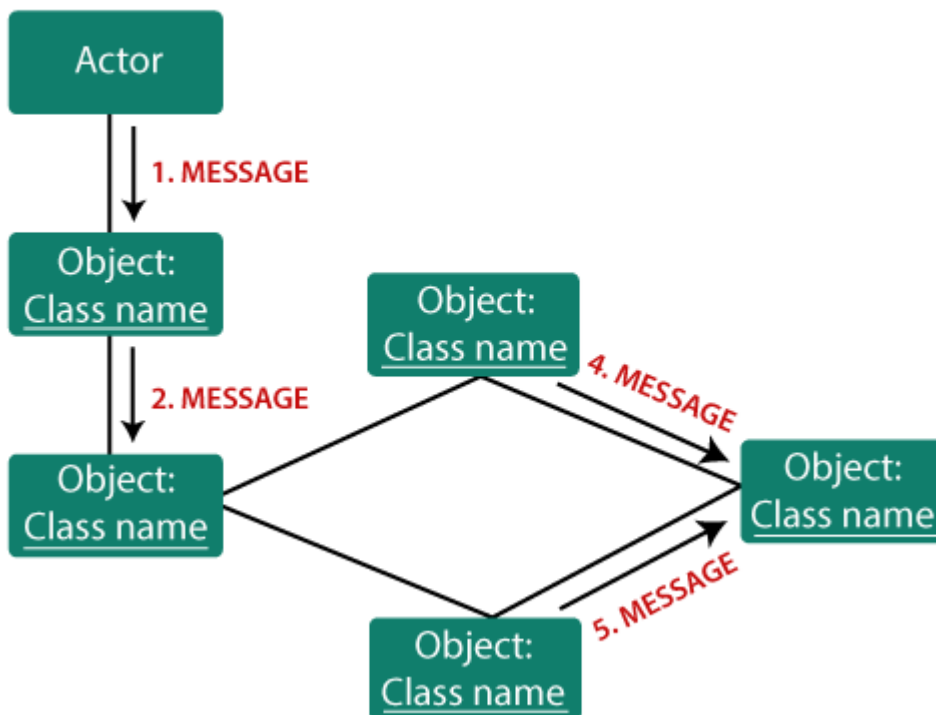 Actor
1. MESSAGE
Object:
Class name
2. MESSAGE
Object:
Class name
Object:
Class name
4. MESSAGE
Object:
Class name
5. MESSAGE
Object:
Class name